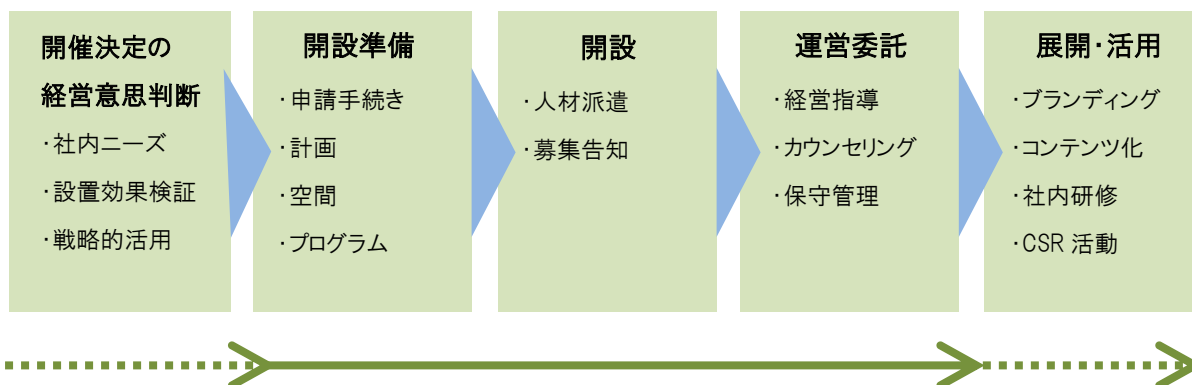 開催決定の
経営意思判断
・社内ニーズ
・設置効果検証
・戦略的活用
開設準備
・申請手続き
・計画
・空間
・プログラム
開設
・人材派遣
・募集告知
運営委託
・経営指導
・カウンセリング
・保守管理
展開・活用
・ブランディング
・コンテンツ化
・社内研修
・CSR 活動